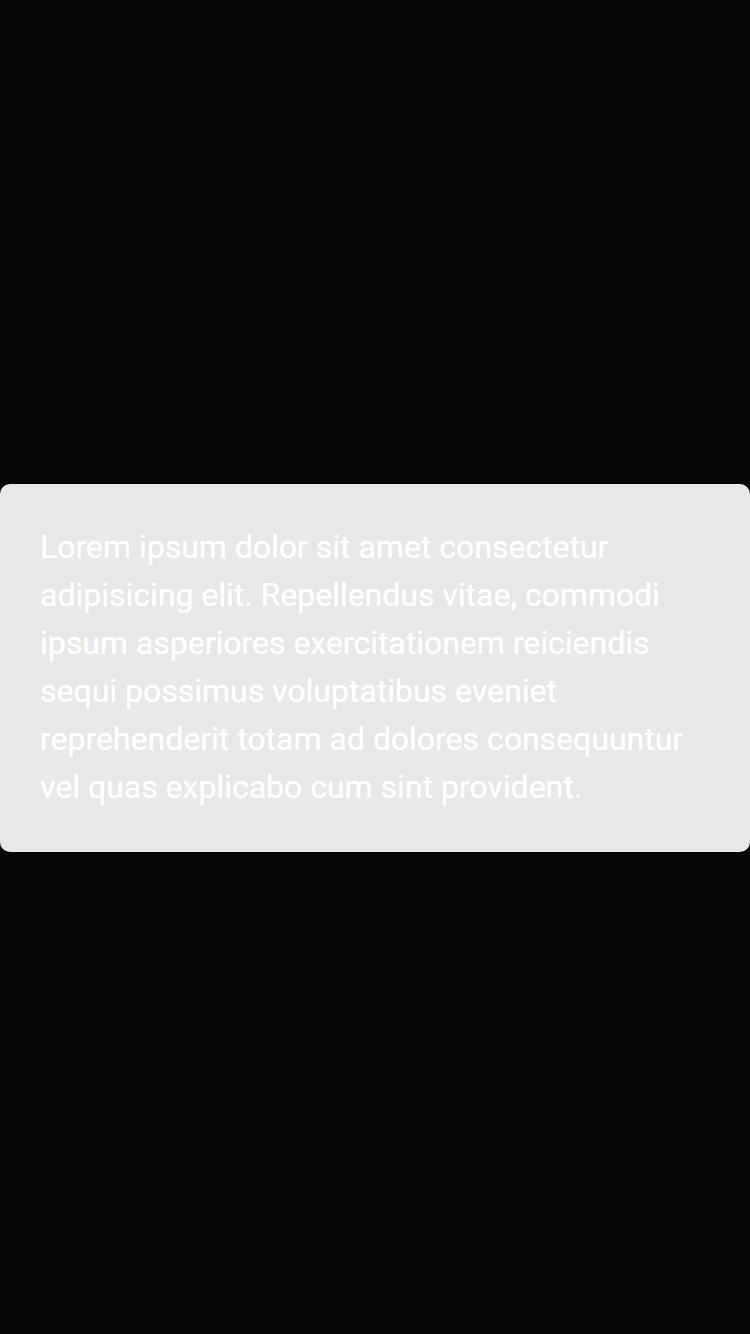 Lorem ipsum dolor sit amet consectetur
adipisicing elit. Repellendus vitae, commodi
ipsum asperiores exercitationem reiciendis
sequi possimus voluptatibus eveniet
reprehenderit totam ad dolores consequuntur
vel quas explicabo cum sint provident.